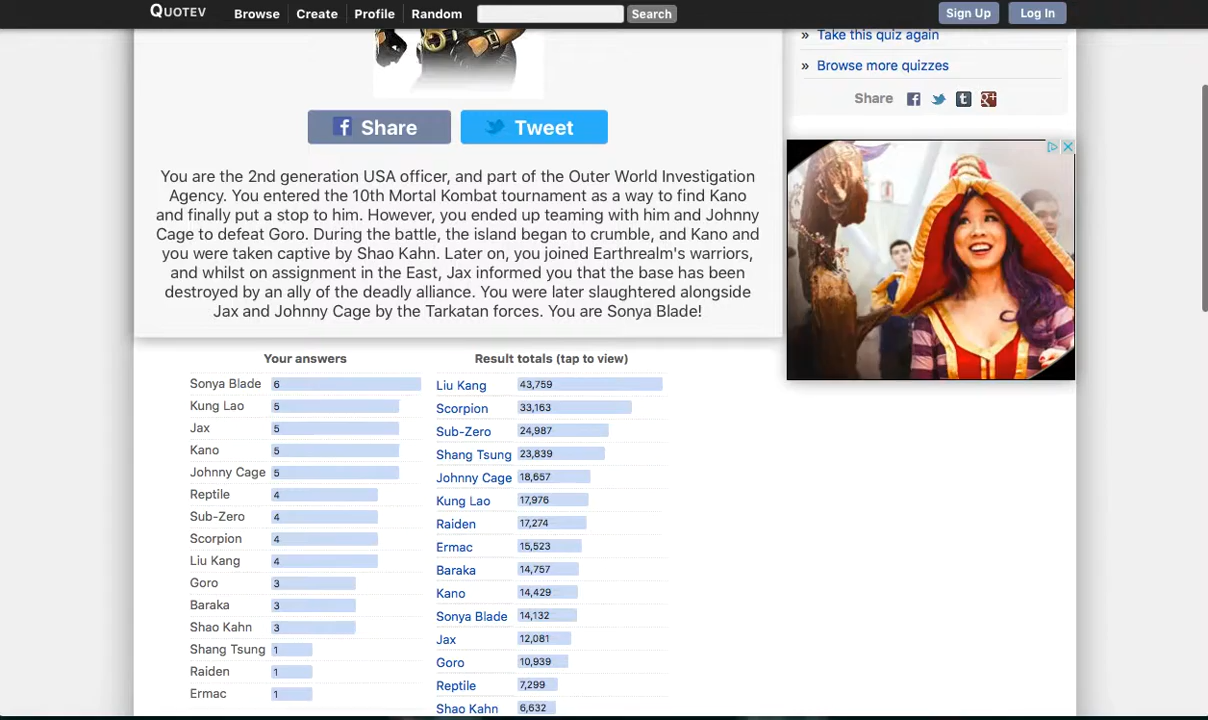 QUOTEV Browse Create Profile Random Search Sign Up Log In
» Take this quiz again
» Browse more quizzes
Share
Share Tweet
You are the 2nd generation USA officer, and part of the Outer World Investigation
Agency. You entered the 10th Mortal Kombat tournament as a way to find Kano
and finally put a stop to him. However, you ended up teaming with him and Johnny
Cage to defeat Goro. During the battle, the island began to crumble, and Kano and
you were taken captive by Shao Kahn. Later on, you joined Earthrealm's warriors,
and whilst on assignment in the East, Jax informed you that the base has been
destroyed by an ally of the deadly alliance. You were later slaughtered alongside
Jax and Johnny Cage by the Tarkatan forces. You are Sonya Blade!
Your answers
Sonya Blade 6
Kung Lao 5
Jax 5
Kano 5
Johnny Cage 5
Reptile 4
Sub-Zero 4
Scorpion 4
Liu Kang 4
Goro 3
Baraka 3
Shao Kahn 3
Shang Tsung 1
Raiden 1
Ermac 1
Result totals (tap to view)
Liu Kang 43,759
Scorpion 33,163
Sub-Zero 24,987
Shang Tsung 23,839
Johnny Cage 18,657
Kung Lao 17,976
Raiden 17,274
Ermac 15,523
Baraka 14,757
Kano 14,429
Sonya Blade 14,132
Jax 12,081
Goro 10,939
Reptile 7,299
Shao Kahn 6,632